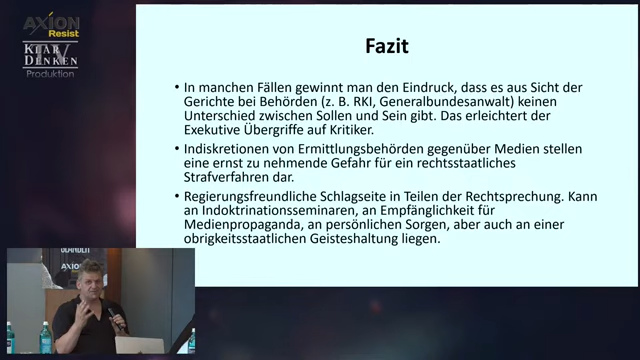 AXION
Resist
KLAR
TV
DENKEN
Produktion
Fazit
• In manchen Fällen gewinnt man den Eindruck, dass es aus Sicht der
Gerichte bei Behörden (z. B. RKI, Generalbundesanwalt) keinen
Unterschied zwischen Sollen und Sein gibt. Das erleichtert der
Exekutive Übergriffe auf Kritiker.
• Indiskretionen von Ermittlungsbehörden gegenüber Medien stellen
eine ernst zu nehmende Gefahr für ein rechtsstaatliches
Strafverfahren dar.
• Regierungsfreundliche Schlagseite in Teilen der Rechtsprechung. Kann
an Indoktrinationsseminaren, an Empfänglichkeit für
Medienpropaganda, an persönlichen Sorgen, aber auch an einer
obrigkeitsstaatlichen Geisteshaltung liegen.
AXION